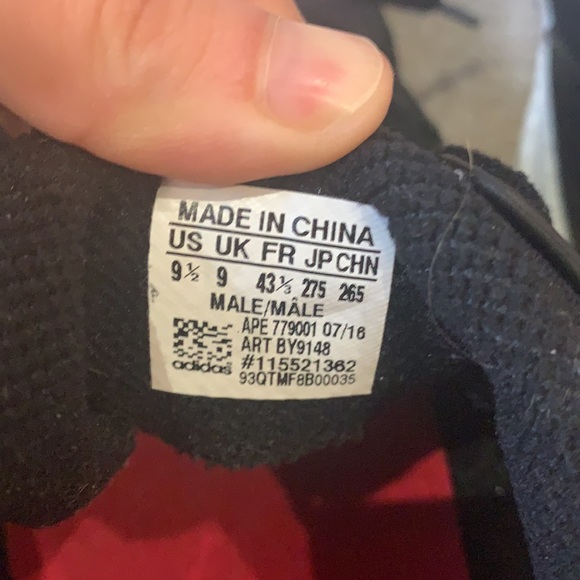 MADE IN CHINA
US UK FR JP CHN
9½ 9 43⅓ 275 265
MALE/MÂLE
APE 779001 07/16
ART BY9148
#115521362
adidas
93QTMF8B00035